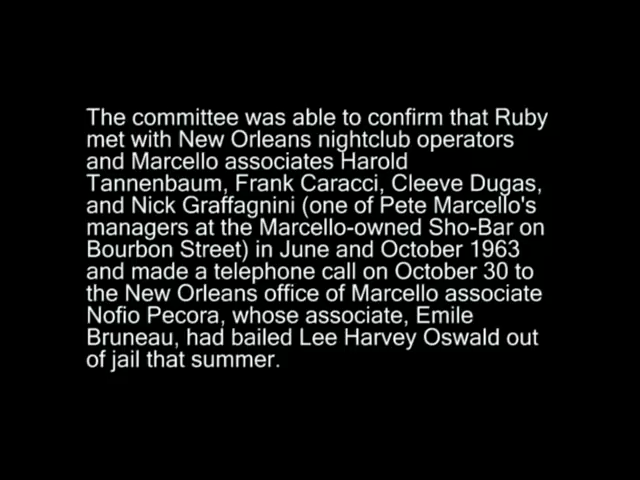 The committee was able to confirm that Ruby
met with New Orleans nightclub operators
and Marcello associates Harold
Tannenbaum, Frank Caracci, Cleeve Dugas,
and Nick Graffagnini (one of Pete Marcello's
managers at the Marcello-owned Sho-Bar on
Bourbon Street) in June and October 1963
and made a telephone call on October 30 to
the New Orleans office of Marcello associate
Nofio Pecora, whose associate, Emile
Bruneau, had bailed Lee Harvey Oswald out
of jail that summer.